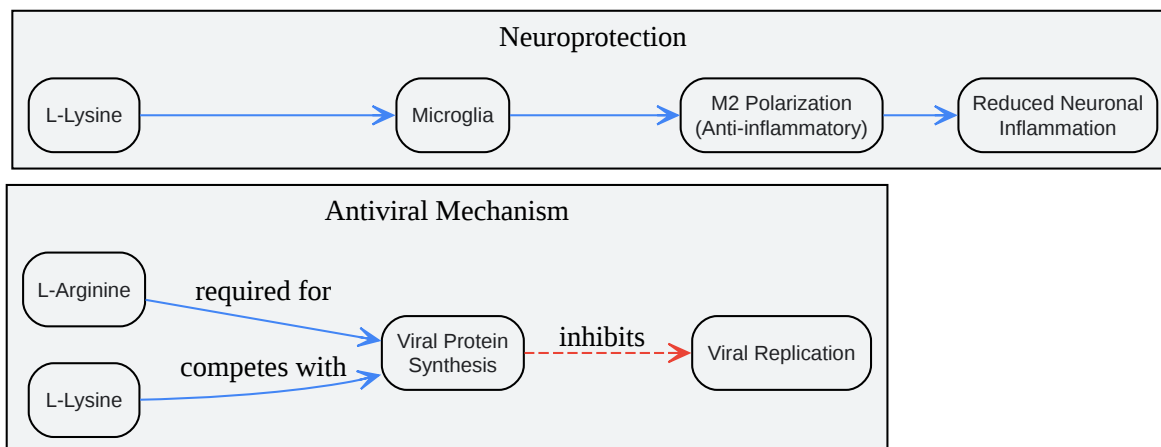 Neuroprotection
L-Lysine
Microglia
M2 Polarization
(Anti-inflammatory)
Reduced Neuronal
Inflammation
Antiviral Mechanism
L-Arginine
required for
L-Lysine
competes with
Viral Protein
Synthesis
inhibits
Viral Replication